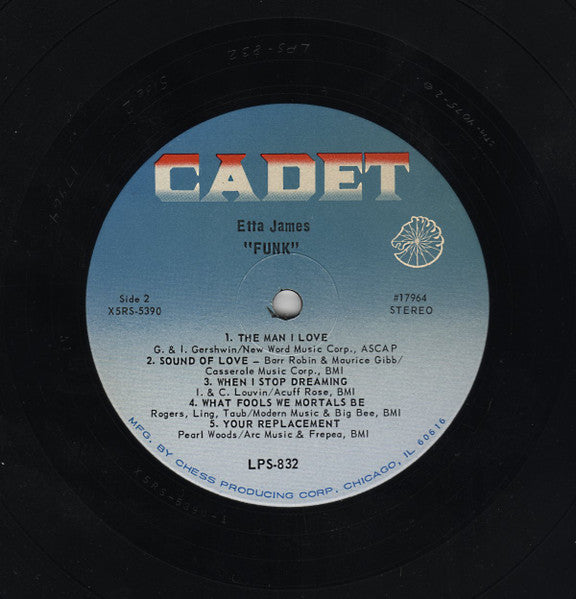 CADET
Etta James
"FUNK"
Side 2
X5RS-5390
#17964
STEREO
1. THE MAN I LOVE
G. & I. Gershwin/New Word Music Corp., ASCAP
2. SOUND OF LOVE – Barr Robin & Maurice Gibb/
Casserole Music Corp., BMI
3. WHEN I STOP DREAMING
I. & C. Louvin/Acuff Rose, BMI
4. WHAT FOOLS WE MORTALS BE
Rogers, Ling, Taub/Modern Music & Big Bee, BMI
5. YOUR REPLACEMENT
Pearl Woods/Arc Music & Frepea, BMI
LPS-832
MFG. BY CHESS PRODUCING CORP. CHICAGO, IL 60616
LPS-832